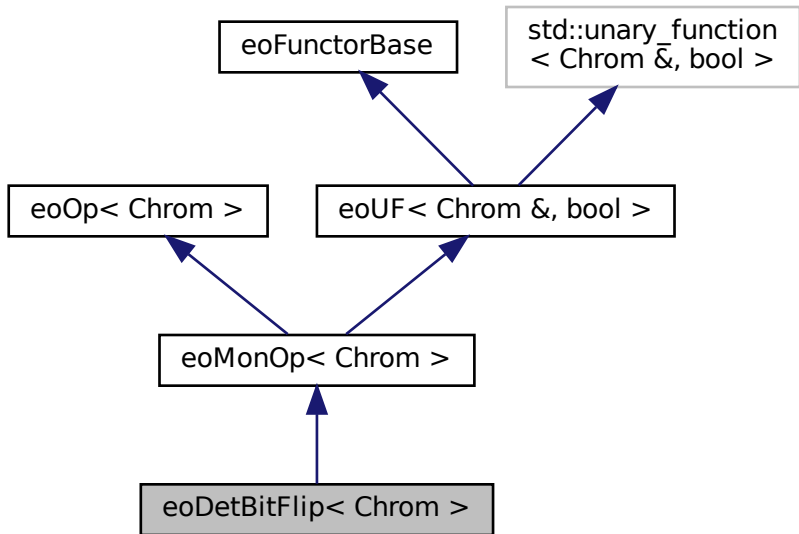 eoFunctorBase
std::unary_function
< Chrom &, bool >
eoOp< Chrom >
eoUF< Chrom &, bool >
eoMonOp< Chrom >
eoDetBitFlip< Chrom >